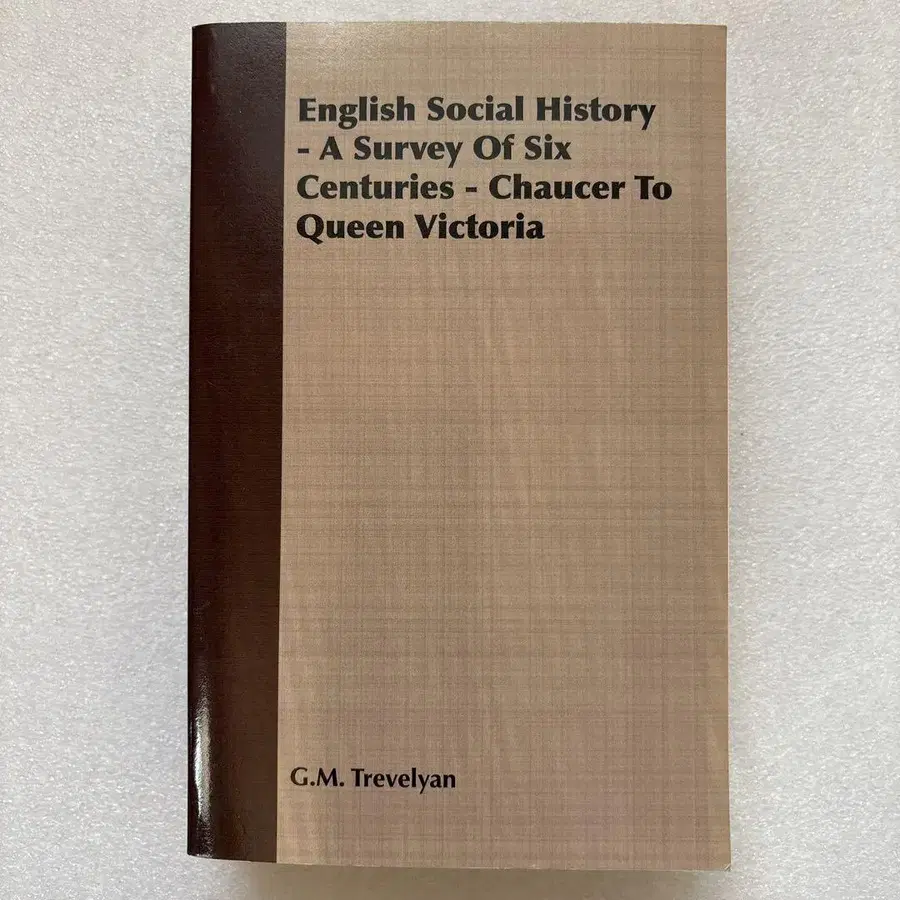 English Social History
- A Survey Of Six
Centuries - Chaucer To
Queen Victoria
G.M. Trevelyan